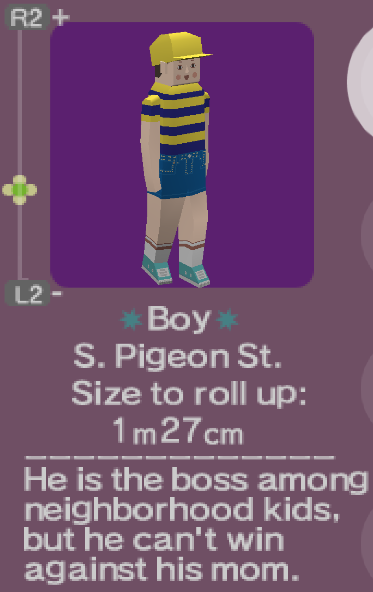 R2 +
L2 -
Boy
S. Pigeon St.
Size to roll up:
1m27cm
He is the boss among
neighborhood kids,
but he can't win
against his mom.